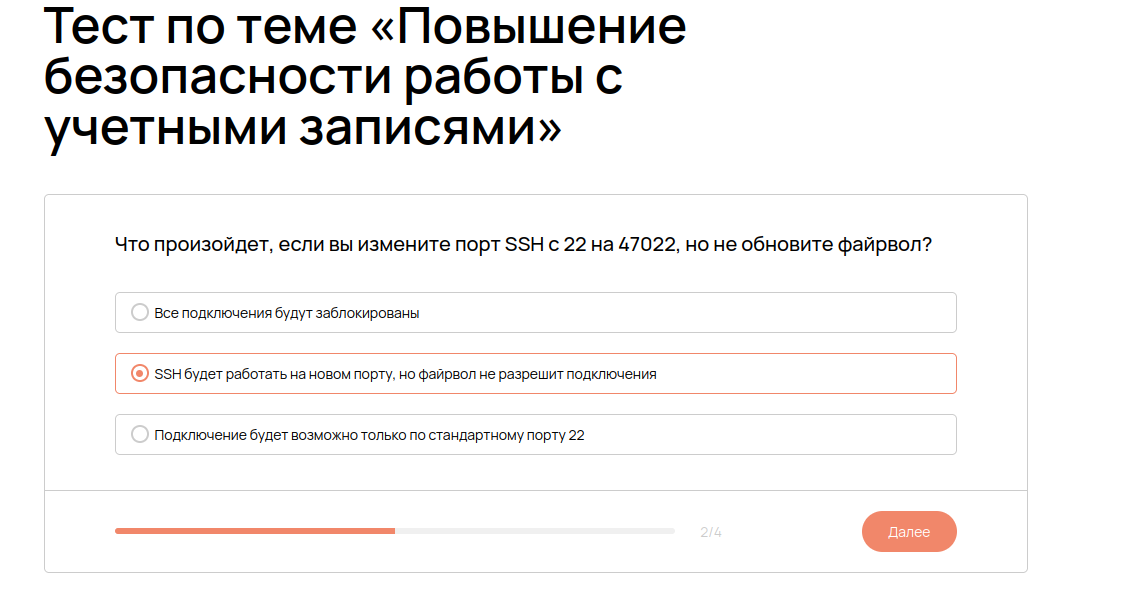 Тест по теме «Повышение
безопасности работы с
учетными записями»
Что произойдет, если вы измените порт SSH с 22 на 47022, но не обновите файрвол?
Все подключения будут заблокированы
SSH будет работать на новом порту, но файрвол не разрешит подключения
Подключение будет возможно только по стандартному порту 22
2/4
Далее